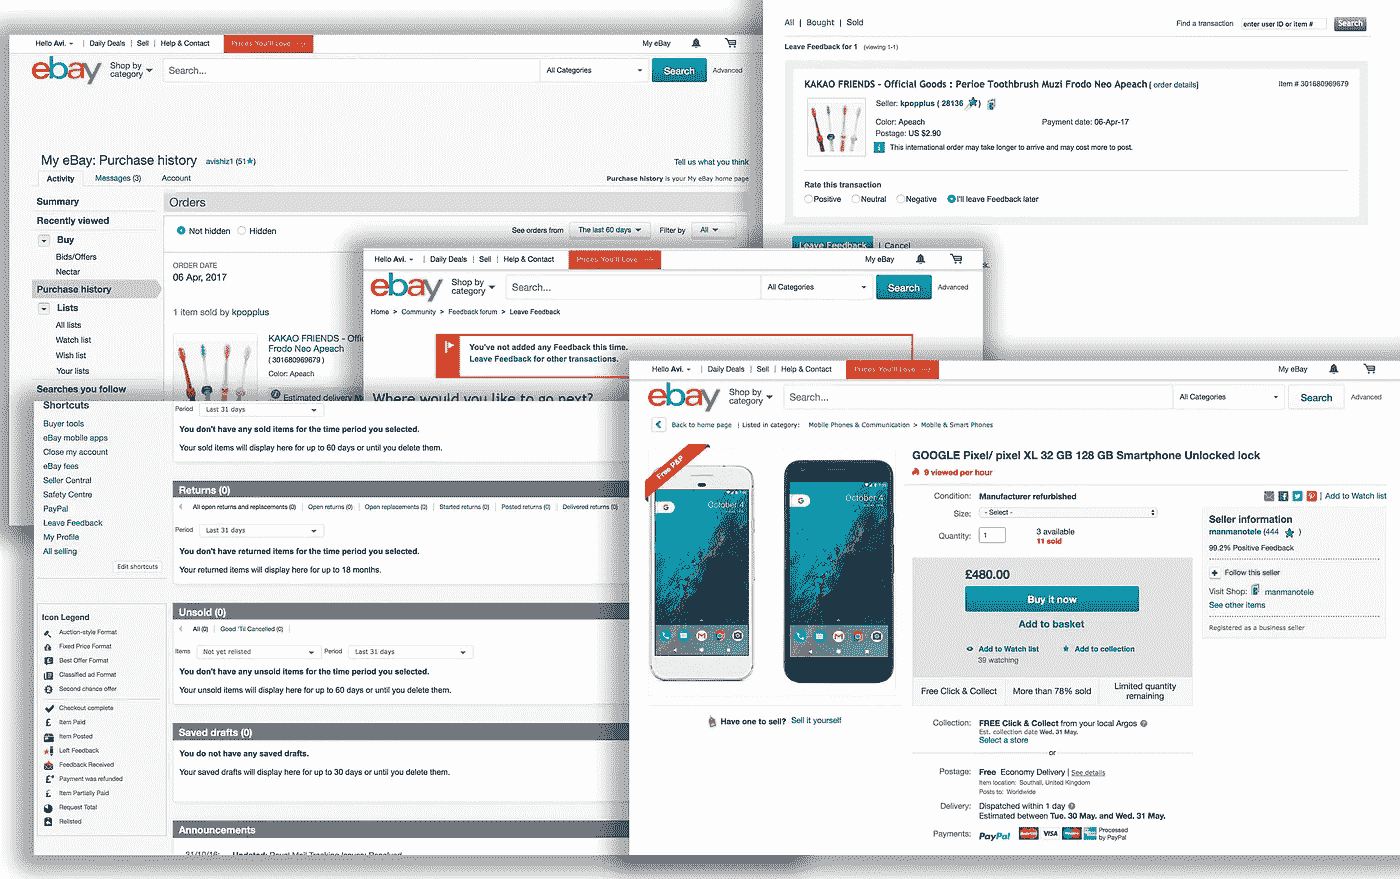 Hello Avi. Daily Deals | Sell | Help & Contact Prices You'll Love My eBay
ebay Shop by category Search... All Categories Search Advanced
My eBay: Purchase history avishiz1 (51★) Tell us what you think
Activity Messages (3) Account Purchase history is your My eBay home page
Summary
Recently viewed
Buy
Bids/Offers
Nectar
Purchase history
Lists
All lists
Watch list
Wish list
Your lists
Searches you follow
Orders
Not hidden Hidden See orders from The last 60 days Filter by All
ORDER DATE
06 Apr, 2017
1 item sold by kpopplus
KAKAO FRIENDS - Offic
Frodo Neo Apeach
( 301680969679 )
Color: Apeach
Estimated delivery M
All | Bought | Sold Find a transaction enter user ID or item # Search
Leave Feedback for 1 (viewing 1-1)
KAKAO FRIENDS - Official Goods : Perioe Toothbrush Muzi Frodo Neo Apeach ( order details) Item # 301680969679
Seller: kpopplus ( 28136 )
Color: Apeach Payment date: 06-Apr-17
Postage: US $2.90
This international order may take longer to arrive and may cost more to post.
Rate this transaction
Positive Neutral Negative I'll leave Feedback later
Leave Feedback | Cancel
Hello Avi. Daily Deals | Sell | Help & Contact Prices You'll Love My eBay
ebay Shop by category Search... All Categories Search Advanced
Home > Community > Feedback forum > Leave Feedback
You've not added any Feedback this time.
Leave Feedback for other transactions.
Where would you like to go next?
Shortcuts
Buyer tools
eBay mobile apps
Close my account
eBay fees
Seller Central
Safety Centre
PayPal
Leave Feedback
My Profile
All selling
Edit shortcuts
Icon Legend
Auction-style Format
Fixed Price Format
Best Offer Format
Classified ad Format
Second chance offer
Checkout complete
Item Paid
Item Posted
Left Feedback
Feedback Received
Payment was refunded
Item Partially Paid
Request Total
Relisted
Period Last 31 days
You don't have any sold items for the time period you selected.
Your sold items will display here for up to 60 days or until you delete them.
Returns (0)
All open returns and replacements (0) Open returns (0) Open replacements (0) Started returns (0) Posted returns (0) Delivered returns (0)
Period Last 31 days
You don't have returned items for the time period you selected.
Your returned items will display here for up to 18 months.
Unsold (0)
All (0) Good 'Til Cancelled (0)
Items Not yet relisted Period Last 31 days
You don't have any unsold items for the time period you selected.
Your unsold items will display here for up to 60 days or until you delete them.
Saved drafts (0)
You do not have any saved drafts.
Your saved drafts will display here for up to 30 days or until you delete them.
Announcements
Hello Avi. Daily Deals | Sell | Help & Contact Prices You'll Love My eBay
ebay Shop by category Search... All Categories Search Advanced
Back to home page | Listed in category: Mobile Phones & Communication > Mobile & Smart Phones
Free P&P
October 4
October 4
Have one to sell? Sell it yourself
GOOGLE Pixel/ pixel XL 32 GB 128 GB Smartphone Unlocked lock
9 viewed per hour
Condition: Manufacturer refurbished
Size: - Select -
Quantity: 1 3 available
11 sold
£480.00
Buy it now
Add to basket
Add to Watch list Add to collection
39 watching
Free Click & Collect More than 78% sold Limited quantity remaining
Collection: FREE Click & Collect from your local Argos
Est. collection date Wed. 31 May.
Select a store
or
Postage: Free Economy Delivery | See details
Item location: Southall, United Kingdom
Posts to: Worldwide
Delivery: Dispatched within 1 day
Estimated between Tue. 30 May. and Wed. 31 May.
Payments: PayPal VISA Processed by PayPal
| Add to Watch list
Seller information
manmanotele (444 )
99.2% Positive Feedback
Follow this seller
Visit Shop: manmanotele
See other items
Registered as a business seller